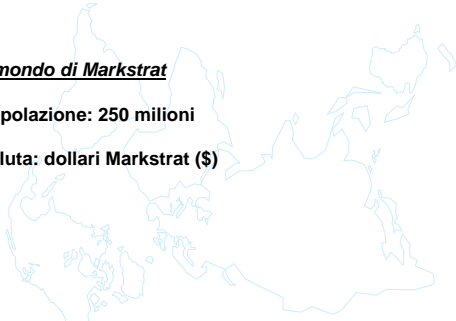 mondo di Markstrat
polazione: 250 milioni
luta: dollari Markstrat ($)